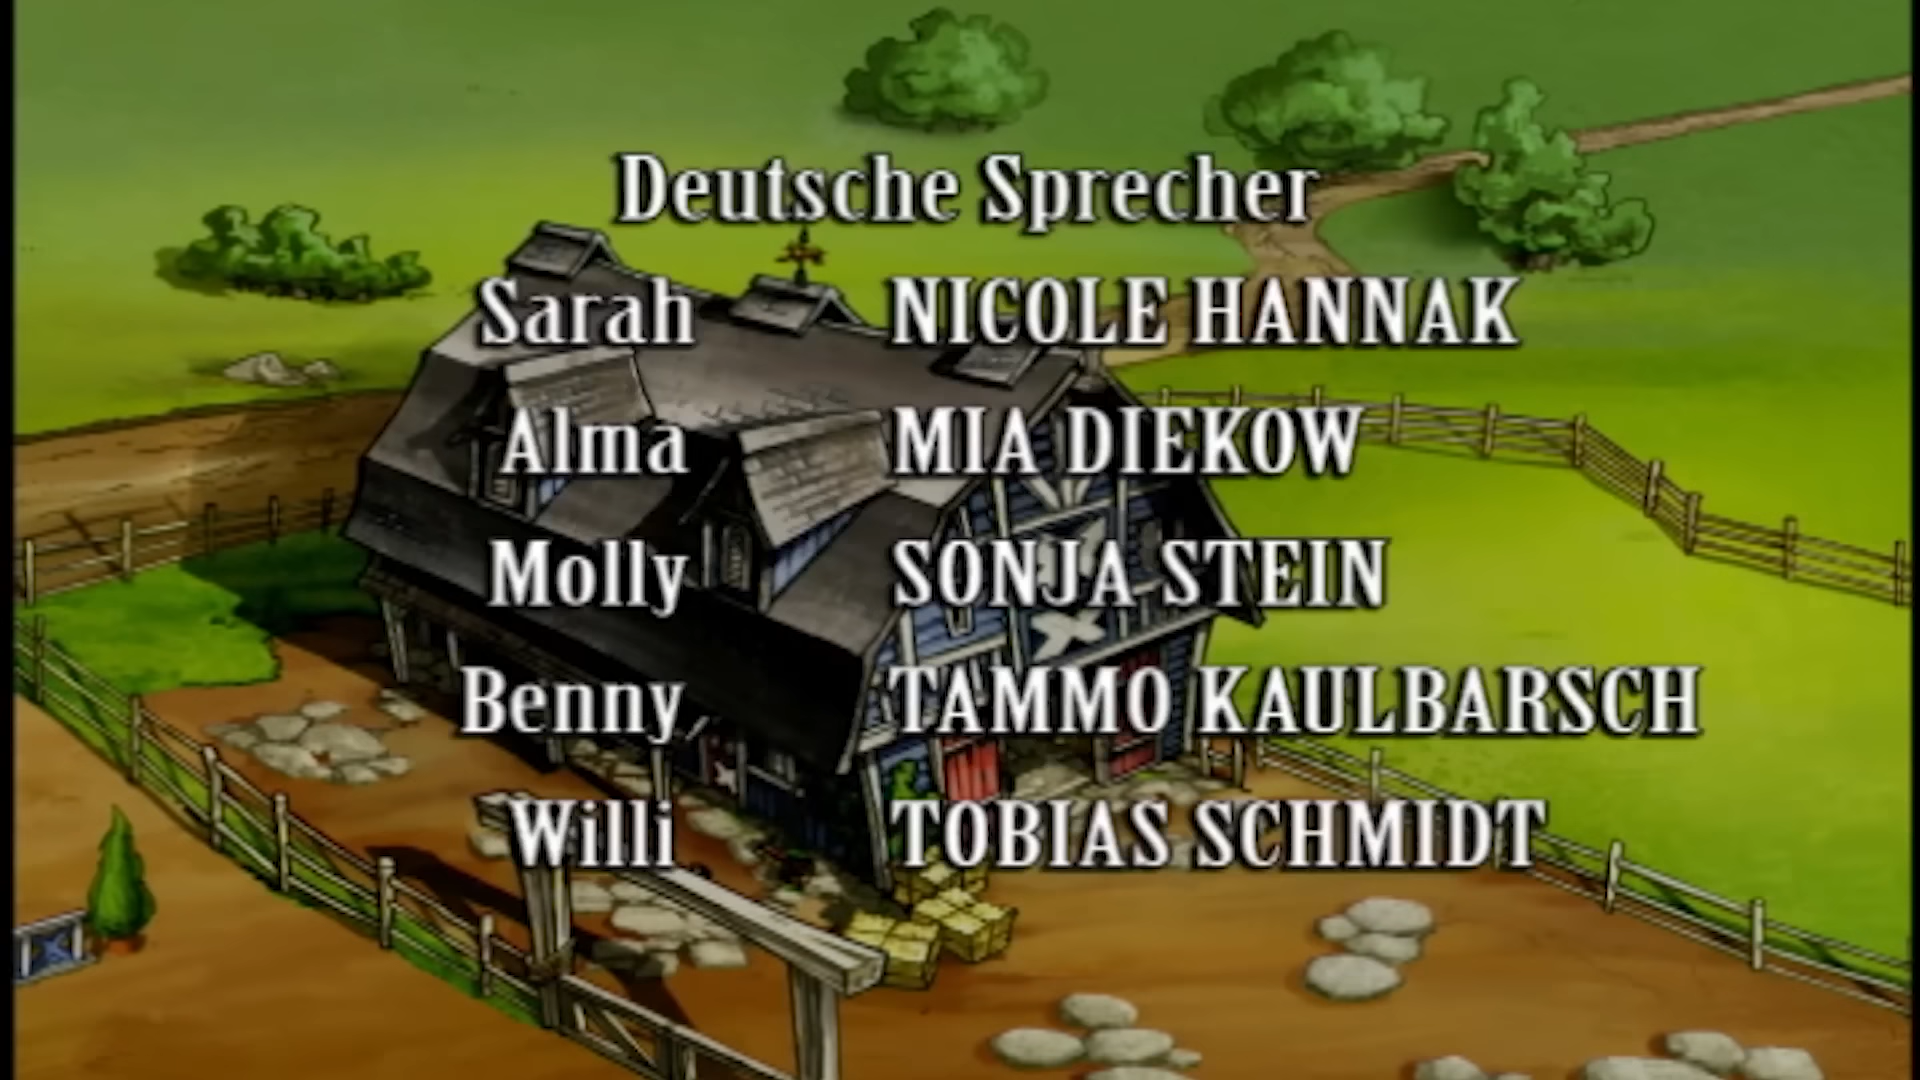 Deutsche Sprecher
Sarah NICOLE HANNAK
Alma MIA DIEKOW
Molly SONJA STEIN
Benny TAMMO KAULBARSCH
Willi TOBIAS SCHMIDT